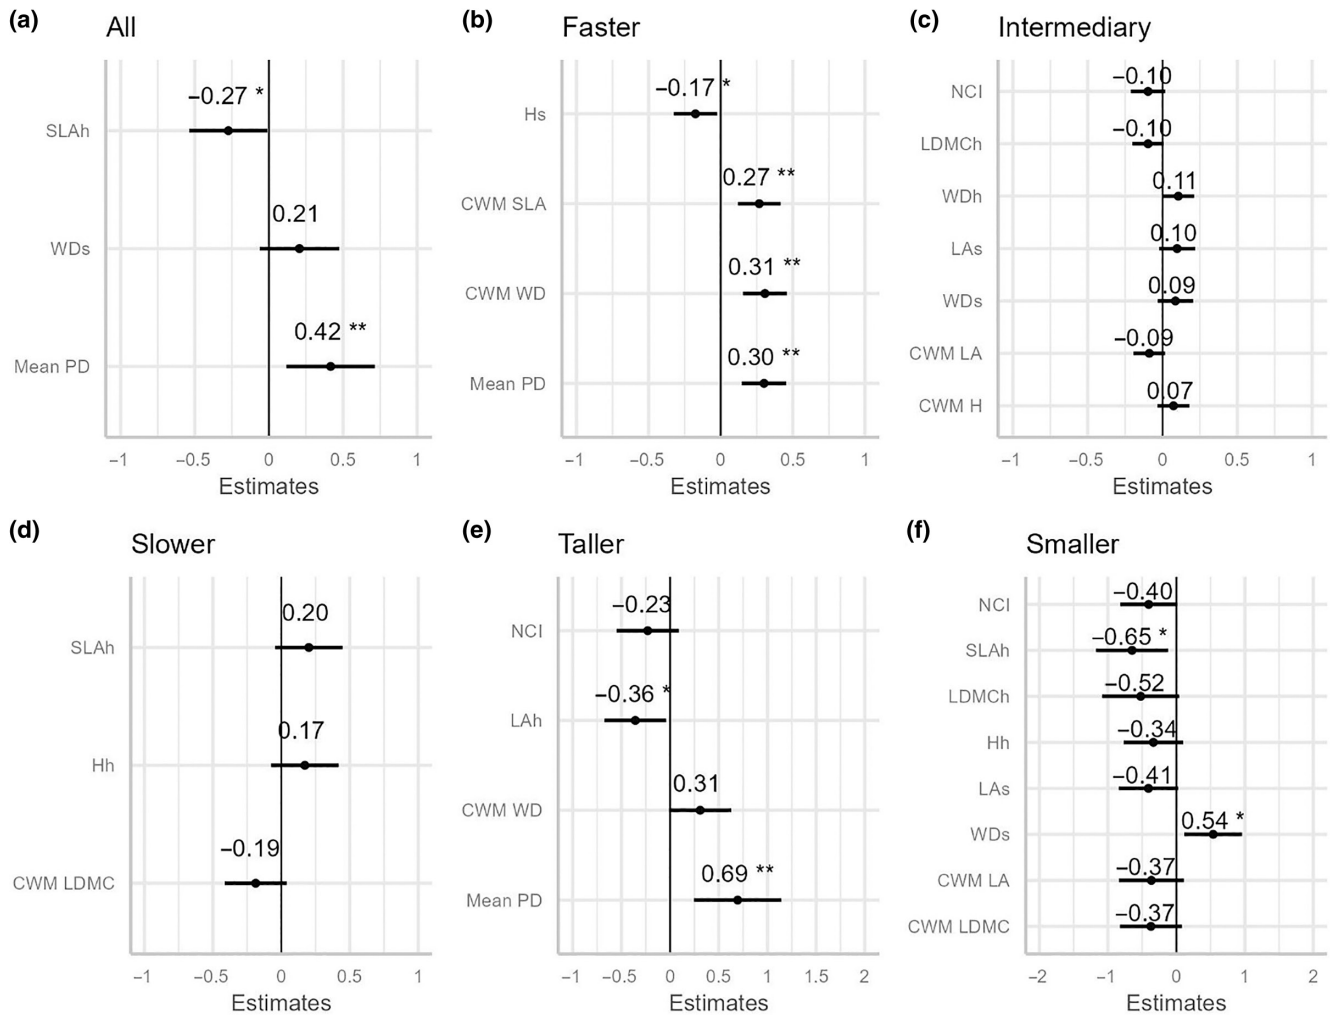 (a) All
−0.27 *
SLAh
0.21
WDs
0.42 **
Mean PD
−1 −0.5 0 0.5 1
Estimates
(b) Faster
−0.17 *
Hs
0.27 **
CWM SLA
0.31 **
CWM WD
0.30 **
Mean PD
−1 −0.5 0 0.5 1
Estimates
(c) Intermediary
−0.10
NCI
−0.10
LDMCh
0.11
WDh
0.10
LAs
0.09
WDs
−0.09
CWM LA
0.07
CWM H
−1 −0.5 0 0.5 1
Estimates
(d) Slower
0.20
SLAh
0.17
Hh
−0.19
CWM LDMC
−1 −0.5 0 0.5 1
Estimates
(e) Taller
−0.23
NCI
−0.36 *
LAh
0.31
CWM WD
0.69 **
Mean PD
−1 −0.5 0 0.5 1 1.5 2
Estimates
(f) Smaller
−0.40
NCI
−0.65 *
SLAh
−0.52
LDMCh
−0.34
Hh
−0.41
LAs
0.54 *
WDs
−0.37
CWM LA
−0.37
CWM LDMC
−2 −1 0 1 2
Estimates